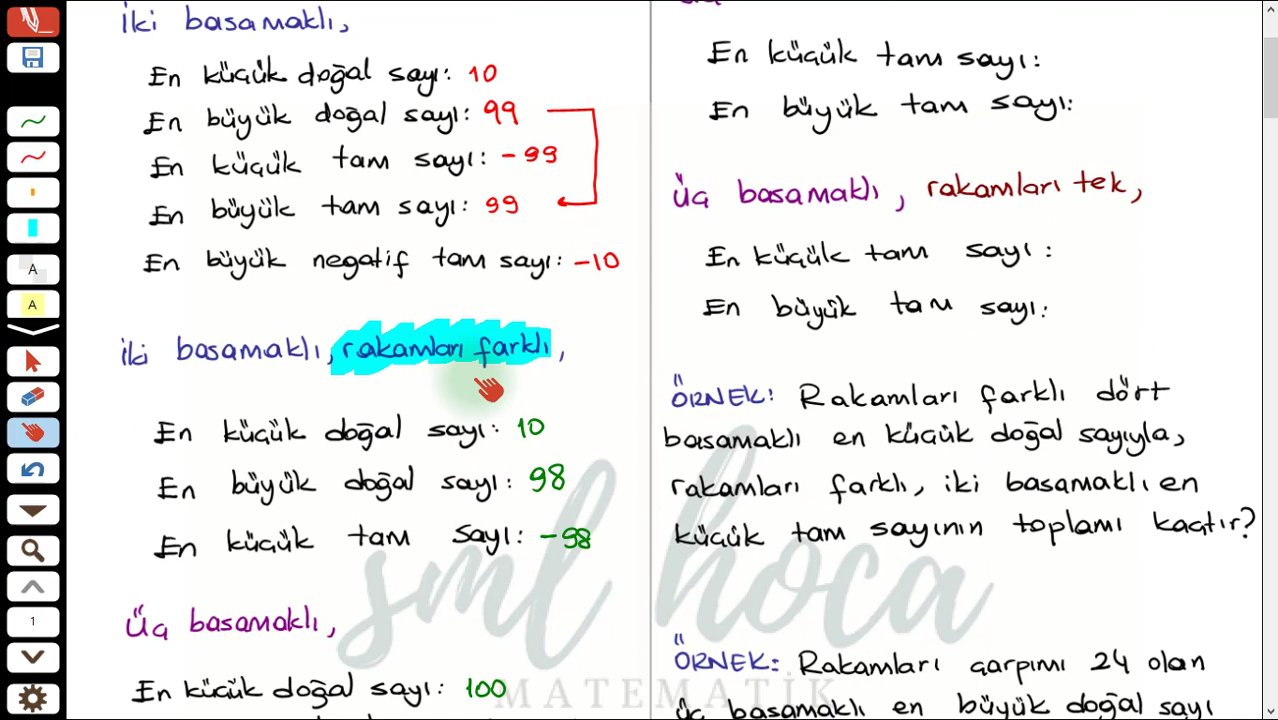 İki basamaklı,
En küçük doğal sayı: 10
En büyük doğal sayı: 99
En küçük tam sayı: -99
En büyük tam sayı: 99
En büyük negatif tam sayı: -10
iki basamaklı, rakamları farklı,
En küçük doğal sayı: 10
En büyük doğal sayı: 98
En küçük tam sayı: -98
Üç basamaklı,
En küçük doğal sayı: 100
En küçük tam sayı:
En büyük tam sayı:
üç basamaklı, rakamları tek,
En küçük tam sayı:
En büyük tam sayı:
ÖRNEK: Rakamları farklı dört
basamaklı en küçük doğal sayıyla,
rakamları farklı, iki basamaklı en
küçük tam sayının toplamı kaçtır?
ÖRNEK: Rakamları çarpımı 24 olan
üç basamaklı en büyük doğal sayı
sml hoca
MATEMATİK
A
A
1